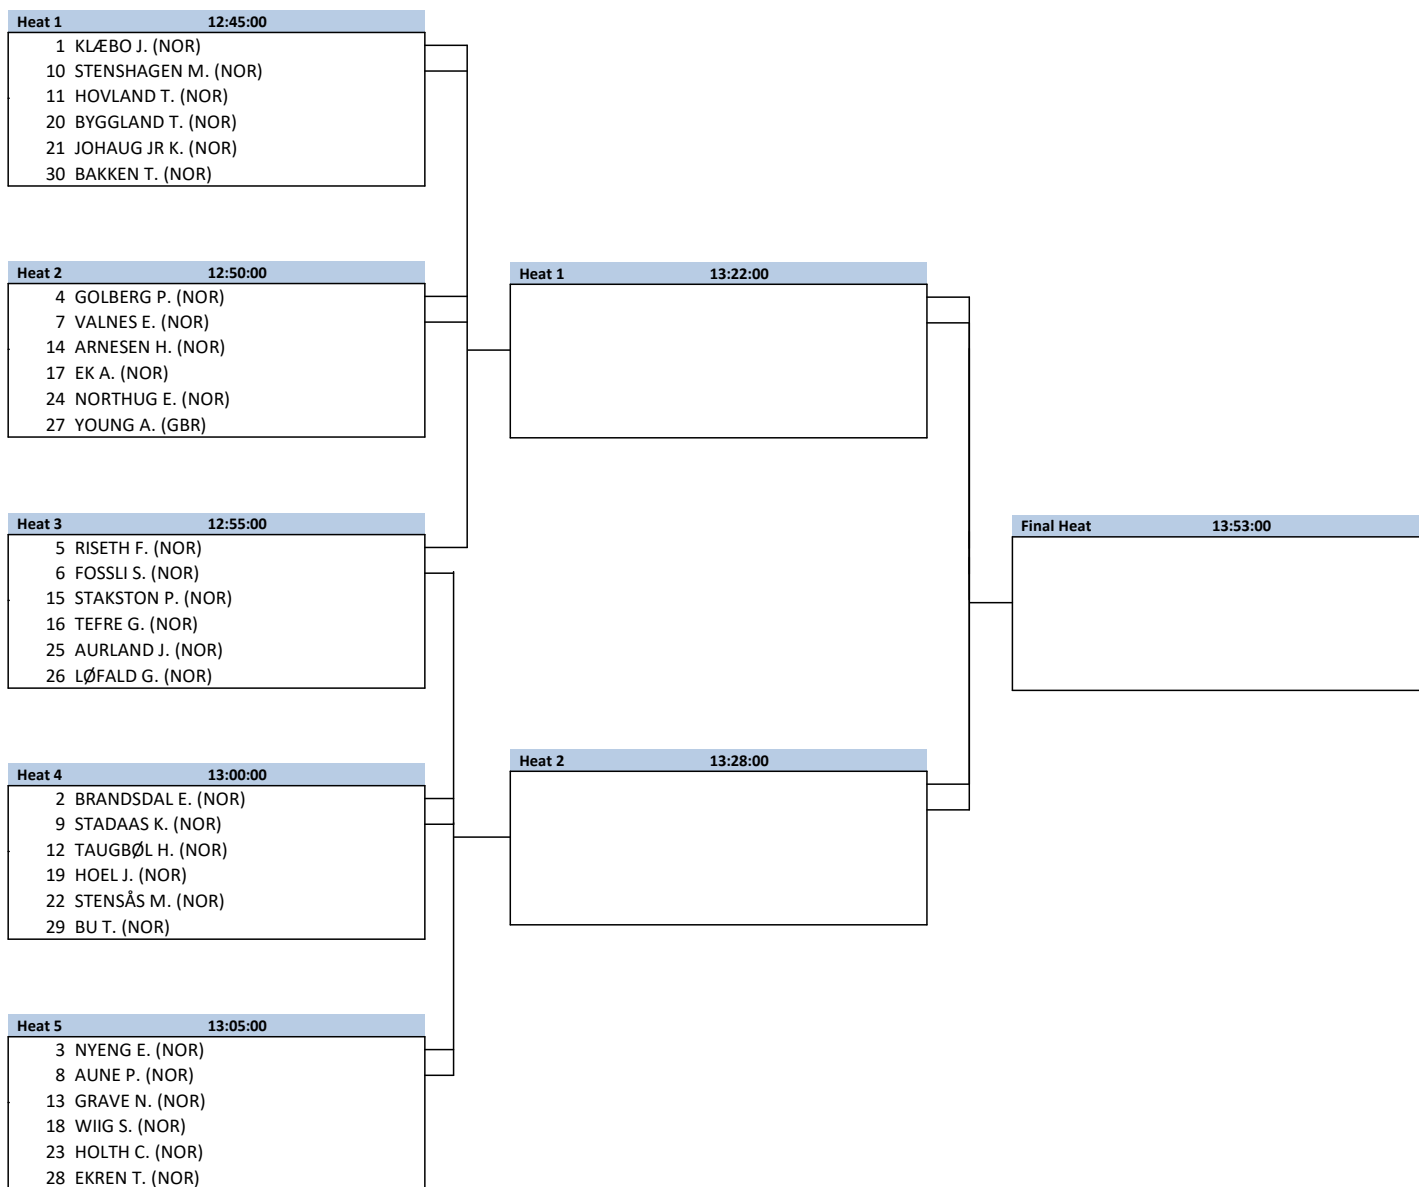 Heat 1 12:45:00
1 KLÆBO J. (NOR)
10 STENSHAGEN M. (NOR)
11 HOVLAND T. (NOR)
20 BYGGLAND T. (NOR)
21 JOHAUG JR K. (NOR)
30 BAKKEN T. (NOR)
Heat 2 12:50:00
4 GOLBERG P. (NOR)
7 VALNES E. (NOR)
14 ARNESEN H. (NOR)
17 EK A. (NOR)
24 NORTHUG E. (NOR)
27 YOUNG A. (GBR)
Heat 3 12:55:00
5 RISETH F. (NOR)
6 FOSSLI S. (NOR)
15 STAKSTON P. (NOR)
16 TEFRE G. (NOR)
25 AURLAND J. (NOR)
26 LØFALD G. (NOR)
Heat 4 13:00:00
2 BRANDSDAL E. (NOR)
9 STADAAS K. (NOR)
12 TAUGBØL H. (NOR)
19 HOEL J. (NOR)
22 STENSÅS M. (NOR)
29 BU T. (NOR)
Heat 5 13:05:00
3 NYENG E. (NOR)
8 AUNE P. (NOR)
13 GRAVE N. (NOR)
18 WIIG S. (NOR)
23 HOLTH C. (NOR)
28 EKREN T. (NOR)
Heat 1 13:22:00
Heat 2 13:28:00
Final Heat 13:53:00